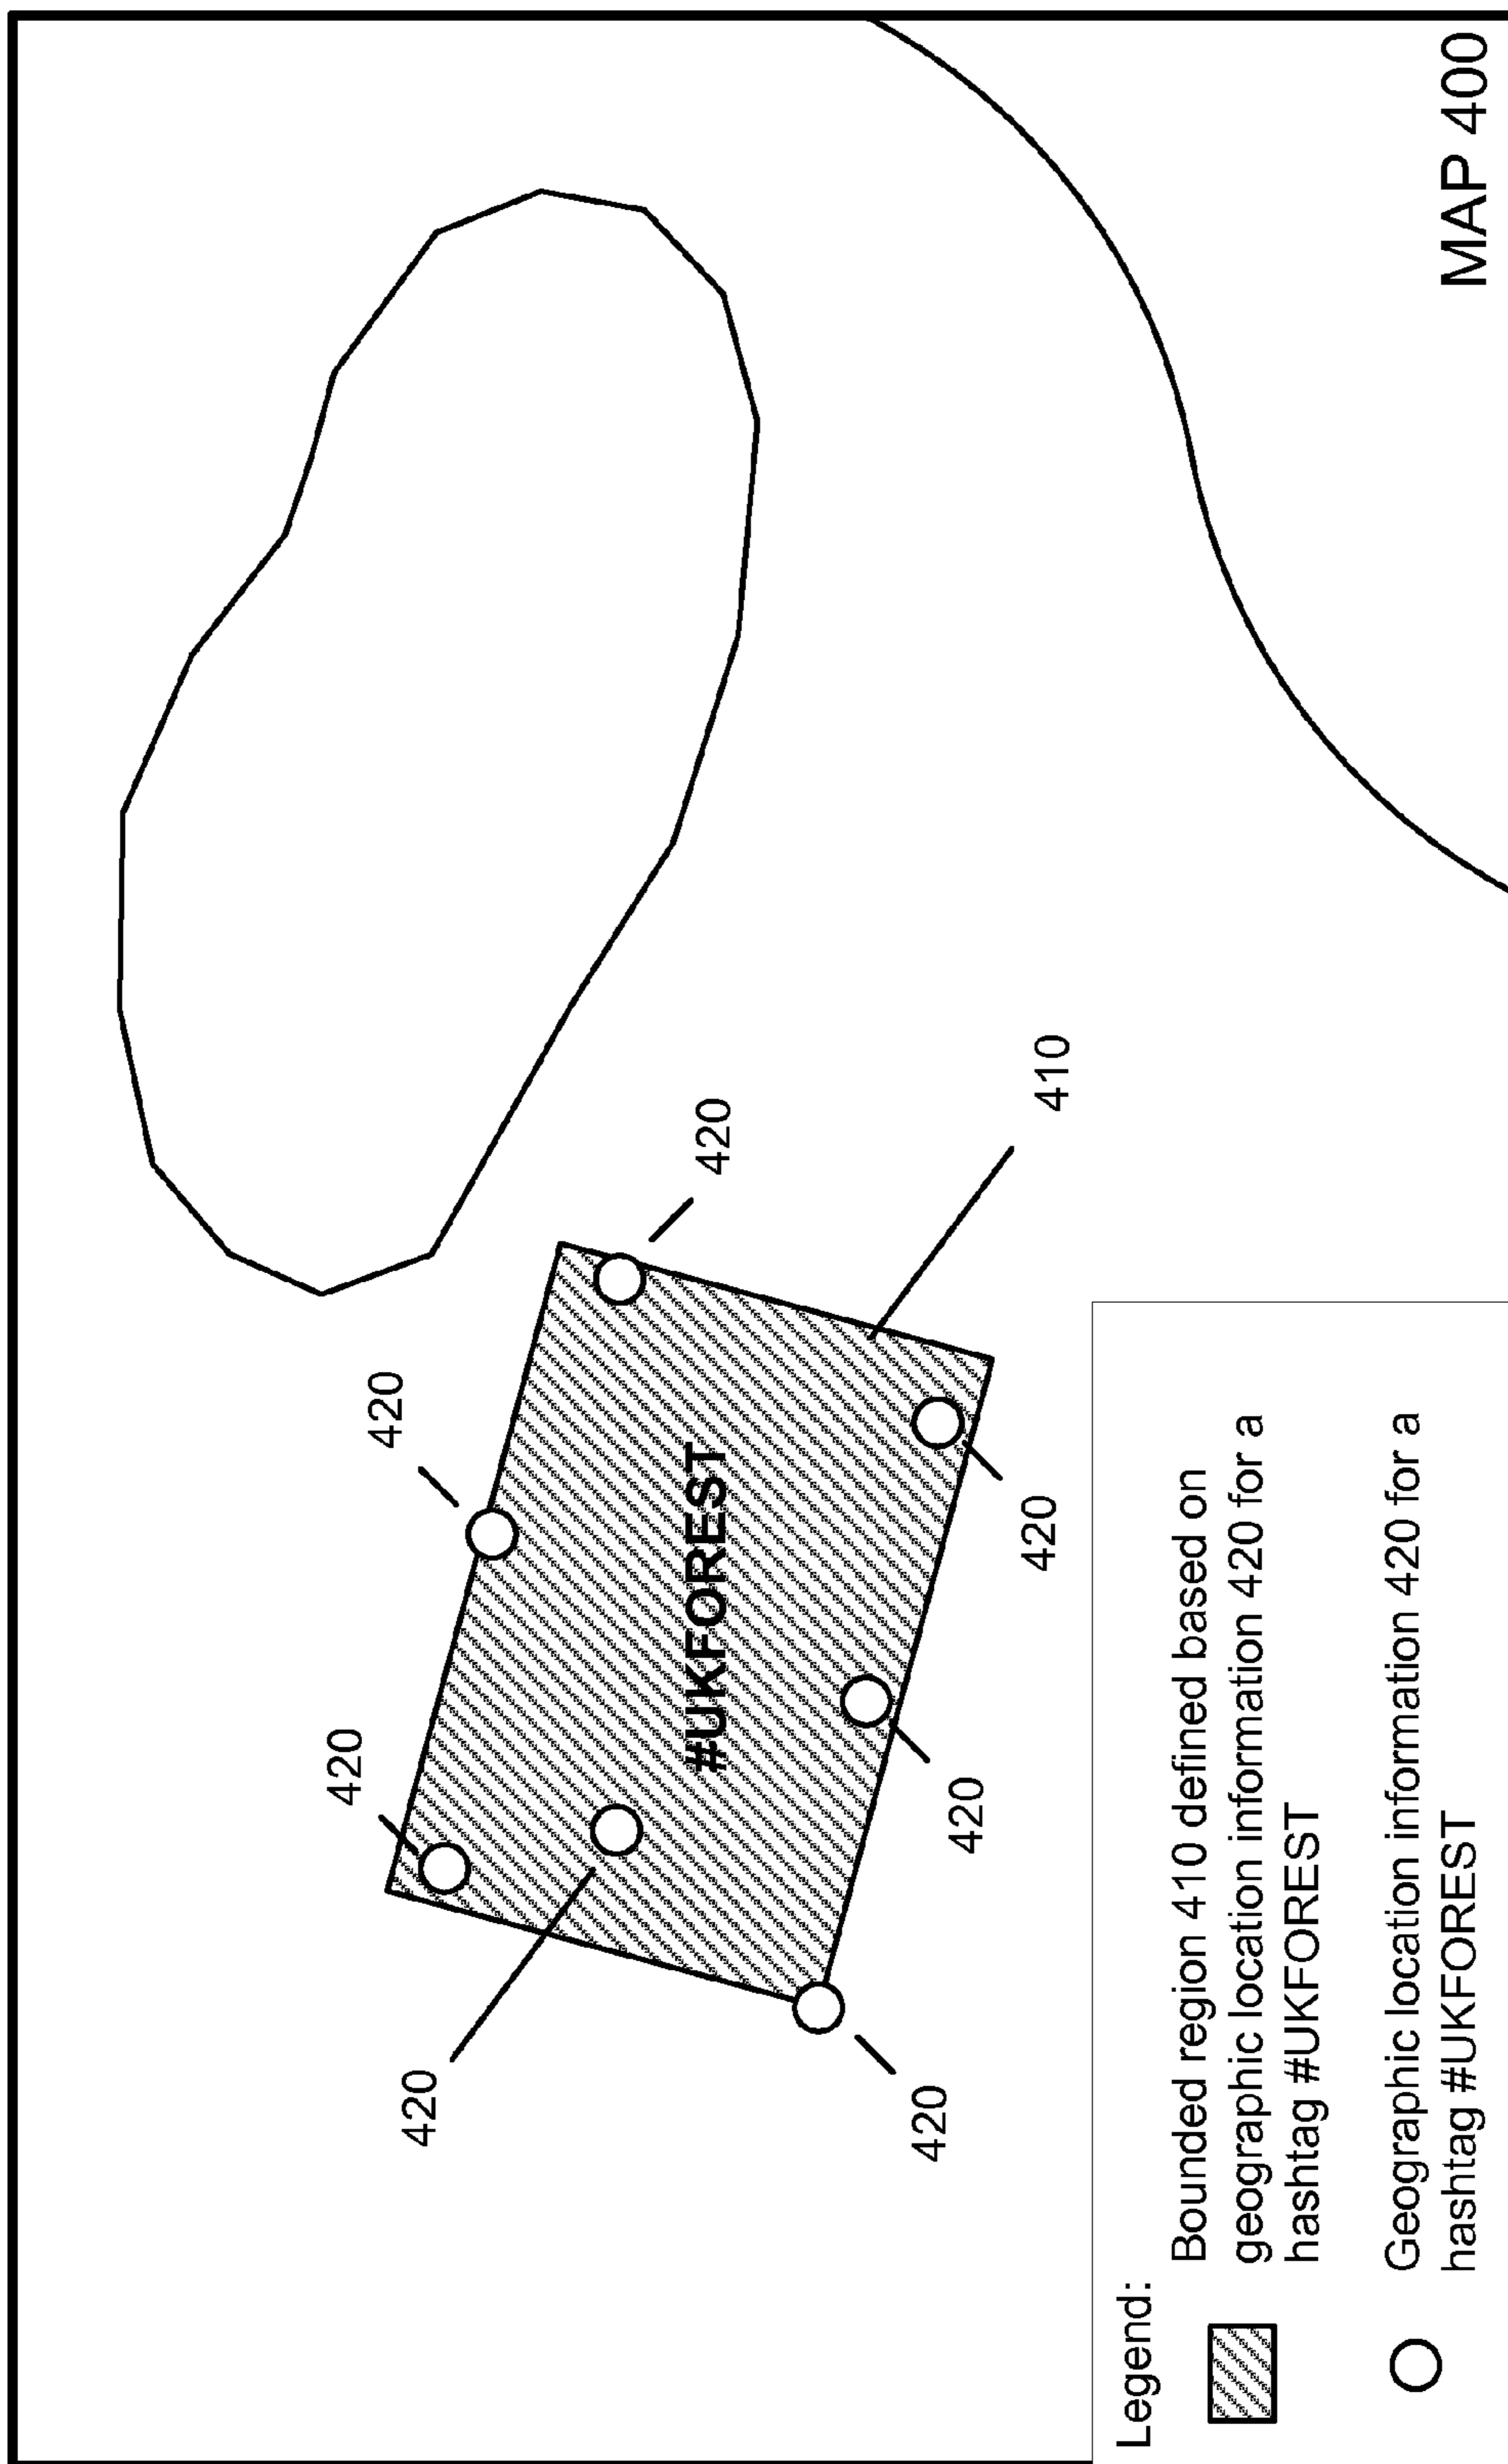 420
420
420
420
#UKFOREST
420
420
420
410
Legend:
Bounded region 410 defined based on
geographic location information 420 for a
hashtag #UKFOREST
Geographic location information 420 for a
hashtag #UKFOREST
MAP 400